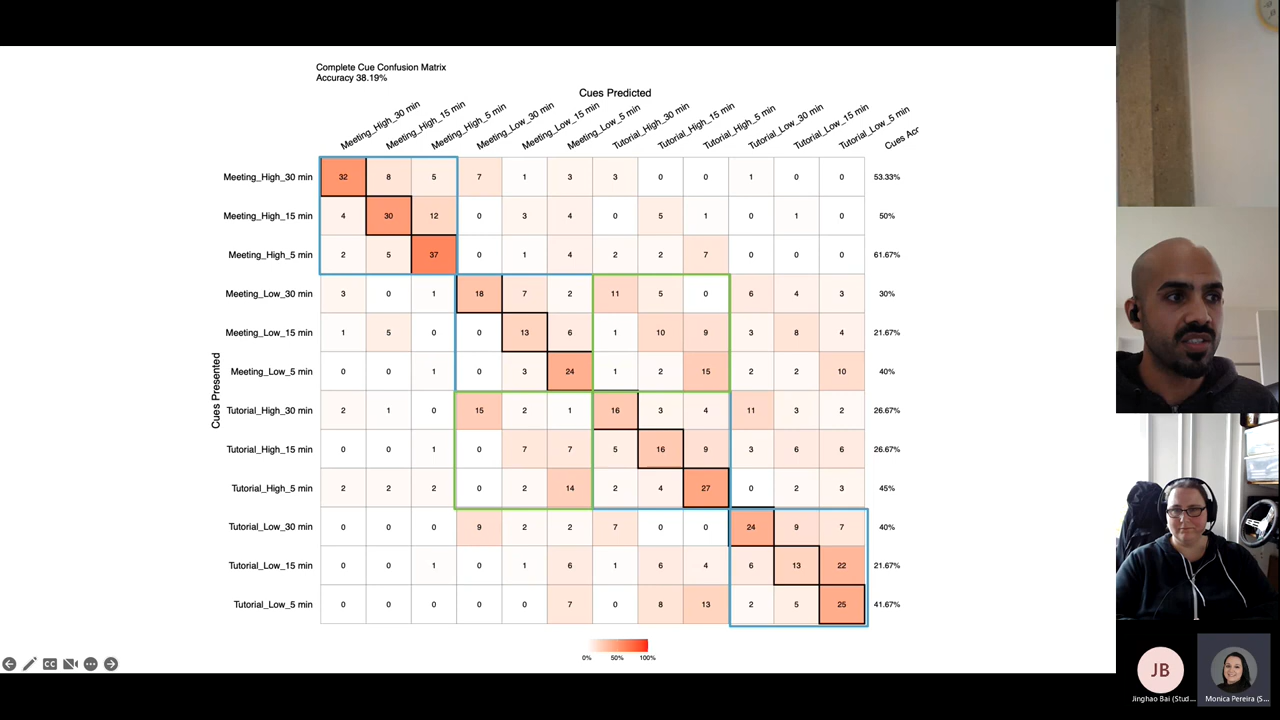 Complete Cue Confusion Matrix
Accuracy 38.19%
Cues Predicted
Meeting_High_30 min
Meeting_High_15 min
Meeting_High_5 min
Meeting_Low_30 min
Meeting_Low_15 min
Meeting_Low_5 min
Tutorial_High_30 min
Tutorial_High_15 min
Tutorial_High_5 min
Tutorial_Low_30 min
Tutorial_Low_15 min
Tutorial_Low_5 min
Cues Acr
Cues Presented
Meeting_High_30 min 32 8 5 7 1 3 3 0 0 1 0 0 53.33%
Meeting_High_15 min 4 30 12 0 3 4 0 5 1 0 1 0 50%
Meeting_High_5 min 2 5 37 0 1 4 2 2 7 0 0 0 61.67%
Meeting_Low_30 min 3 0 1 18 7 2 11 5 0 6 4 3 30%
Meeting_Low_15 min 1 5 0 0 13 6 1 10 9 3 8 4 21.67%
Meeting_Low_5 min 0 0 1 0 3 24 1 2 15 2 2 10 40%
Tutorial_High_30 min 2 1 0 15 2 1 16 3 4 11 3 2 26.67%
Tutorial_High_15 min 0 0 1 0 7 7 5 16 9 3 6 6 26.67%
Tutorial_High_5 min 2 2 2 0 2 14 2 4 27 0 2 3 45%
Tutorial_Low_30 min 0 0 0 9 2 2 7 0 0 24 9 7 40%
Tutorial_Low_15 min 0 0 1 0 1 6 1 6 4 6 13 22 21.67%
Tutorial_Low_5 min 0 0 0 0 0 7 0 8 13 2 5 25 41.67%
0% 50% 100%
CC
JB
Jinghao Bai (Stud... Monica Pereira (S...